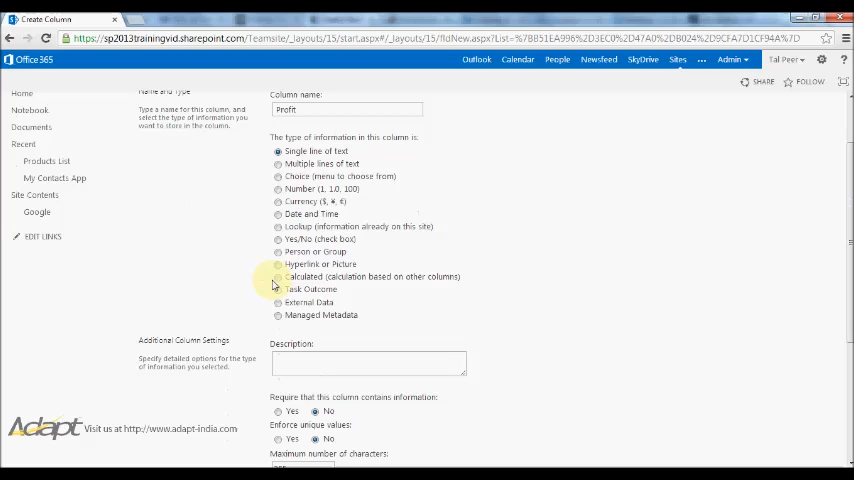 Create Column
https://sp2013trainingvid.sharepoint.com/Teamsite/_layouts/15/start.aspx#/_layouts/15/fldNew.aspx?List=%7BB51EA996%2D3EC0%2D47A0%2DB024%2D9CFA7D1CF94A%7D
Office 365
Outlook Calendar People Newsfeed SkyDrive Sites ... Admin Tal Peer ?
SHARE FOLLOW
Home
Notebook
Documents
Recent
Products List
My Contacts App
Site Contents
Google
EDIT LINKS
Name and Type
Type a name for this column, and
select the type of information you
want to store in the column.
Column name:
Profit
The type of information in this column is:
Single line of text
Multiple lines of text
Choice (menu to choose from)
Number (1, 1.0, 100)
Currency ($, ¥, €)
Date and Time
Lookup (information already on this site)
Yes/No (check box)
Person or Group
Hyperlink or Picture
Calculated (calculation based on other columns)
Task Outcome
External Data
Managed Metadata
Additional Column Settings
Specify detailed options for the type
of information you selected.
Description:
Require that this column contains information:
Yes No
Enforce unique values:
Yes No
Maximum number of characters:
Adapt Visit us at http://www.adapt-india.com